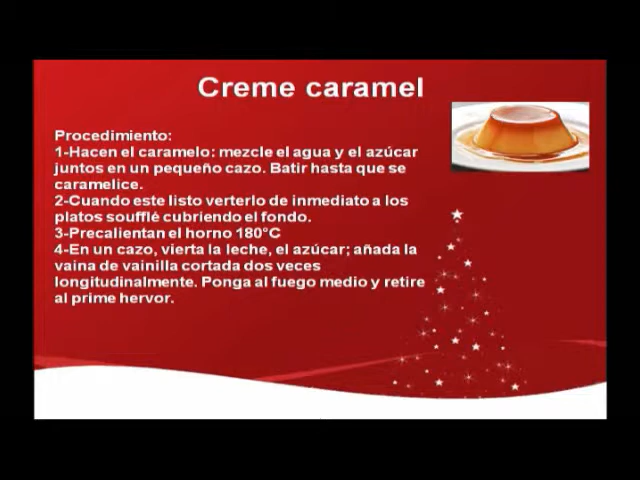 Creme caramel
Procedimiento:
1-Hacen el caramelo: mezcle el agua y el azúcar
juntos en un pequeño cazo. Batir hasta que se
caramelice.
2-Cuando este listo verterlo de inmediato a los
platos soufflé cubriendo el fondo.
3-Precalientan el horno 180°C
4-En un cazo, vierta la leche, el azúcar; añada la
vaina de vainilla cortada dos veces
longitudinalmente. Ponga al fuego medio y retire
al prime hervor.